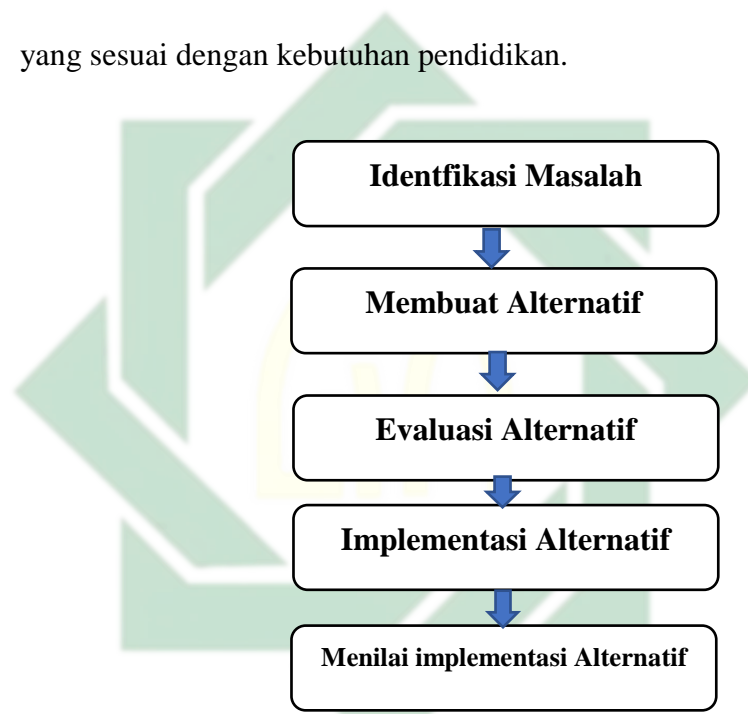 yang sesuai dengan kebutuhan pendidikan.
Identfikasi Masalah
Membuat Alternatif
Evaluasi Alternatif
Implementasi Alternatif
Menilai implementasi Alternatif